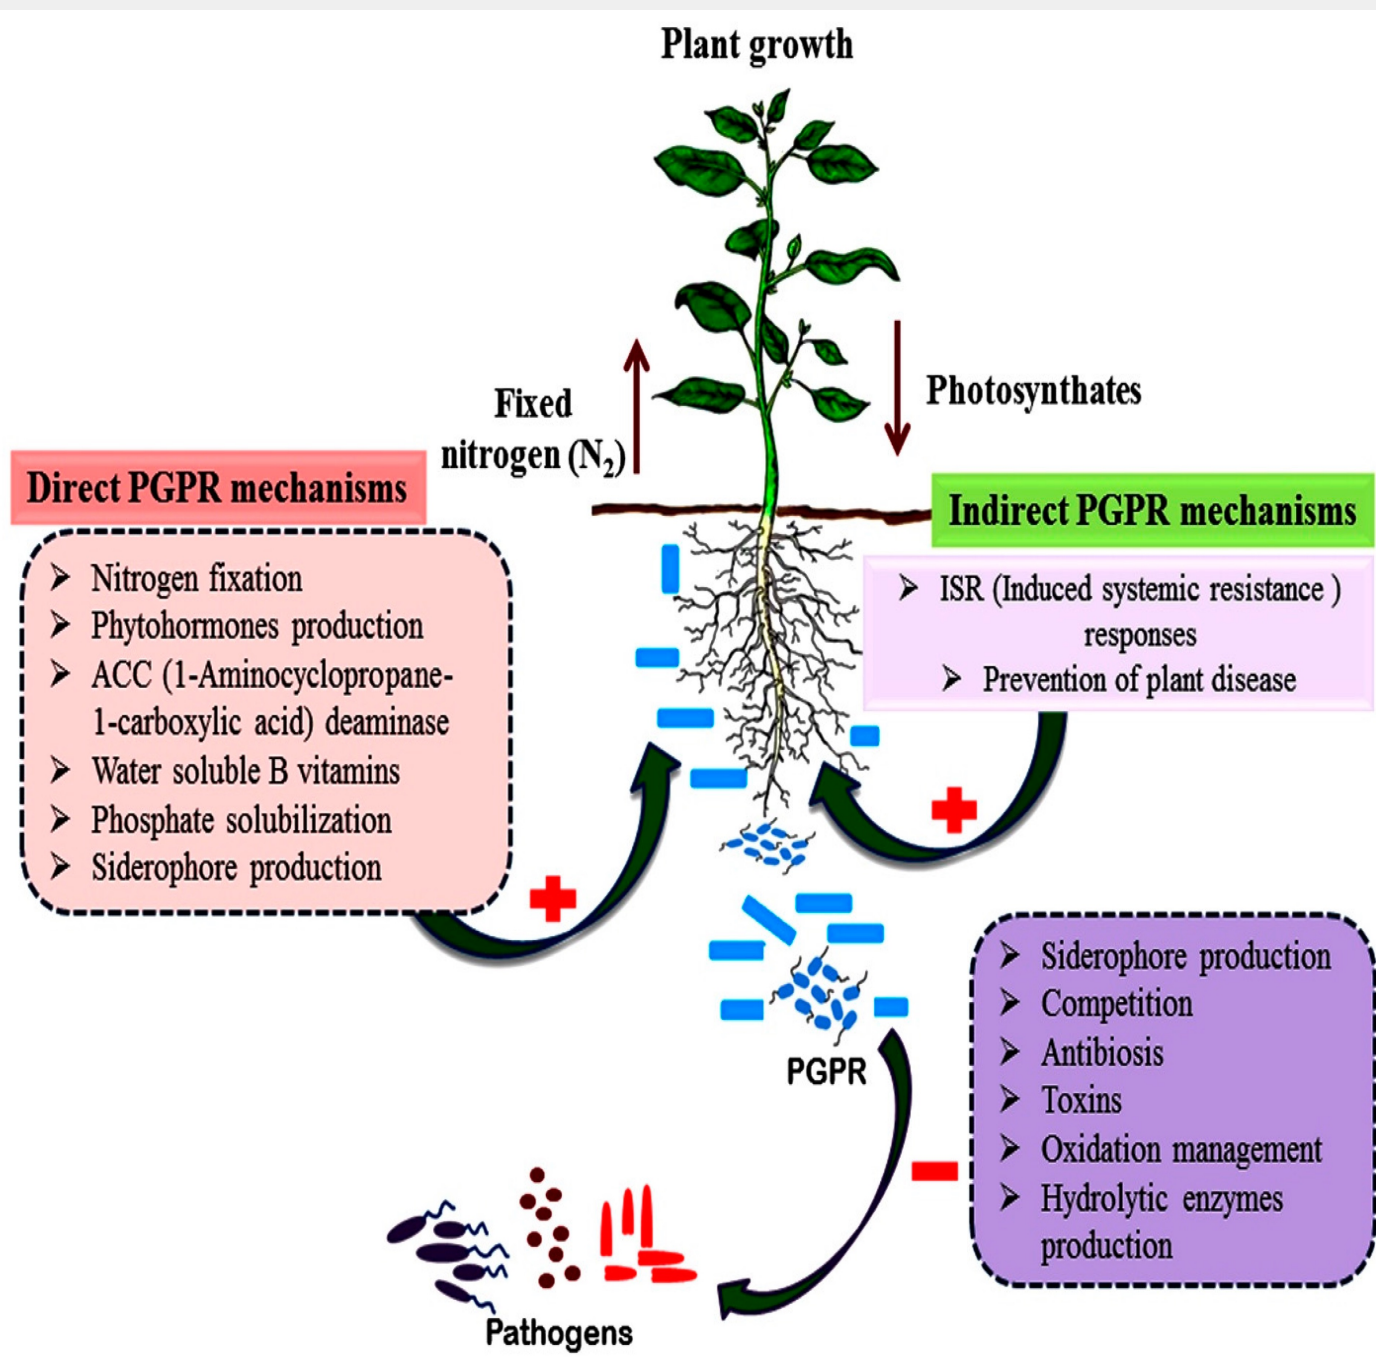 Plant growth
Fixed
nitrogen (N₂)
Photosynthates
Direct PGPR mechanisms
➢ Nitrogen fixation
➢ Phytohormones production
➢ ACC (1-Aminocyclopropane-
1-carboxylic acid) deaminase
➢ Water soluble B vitamins
➢ Phosphate solubilization
➢ Siderophore production
Indirect PGPR mechanisms
➢ ISR (Induced systemic resistance )
responses
➢ Prevention of plant disease
PGPR
➢ Siderophore production
➢ Competition
➢ Antibiosis
➢ Toxins
➢ Oxidation management
➢ Hydrolytic enzymes
production
Pathogens